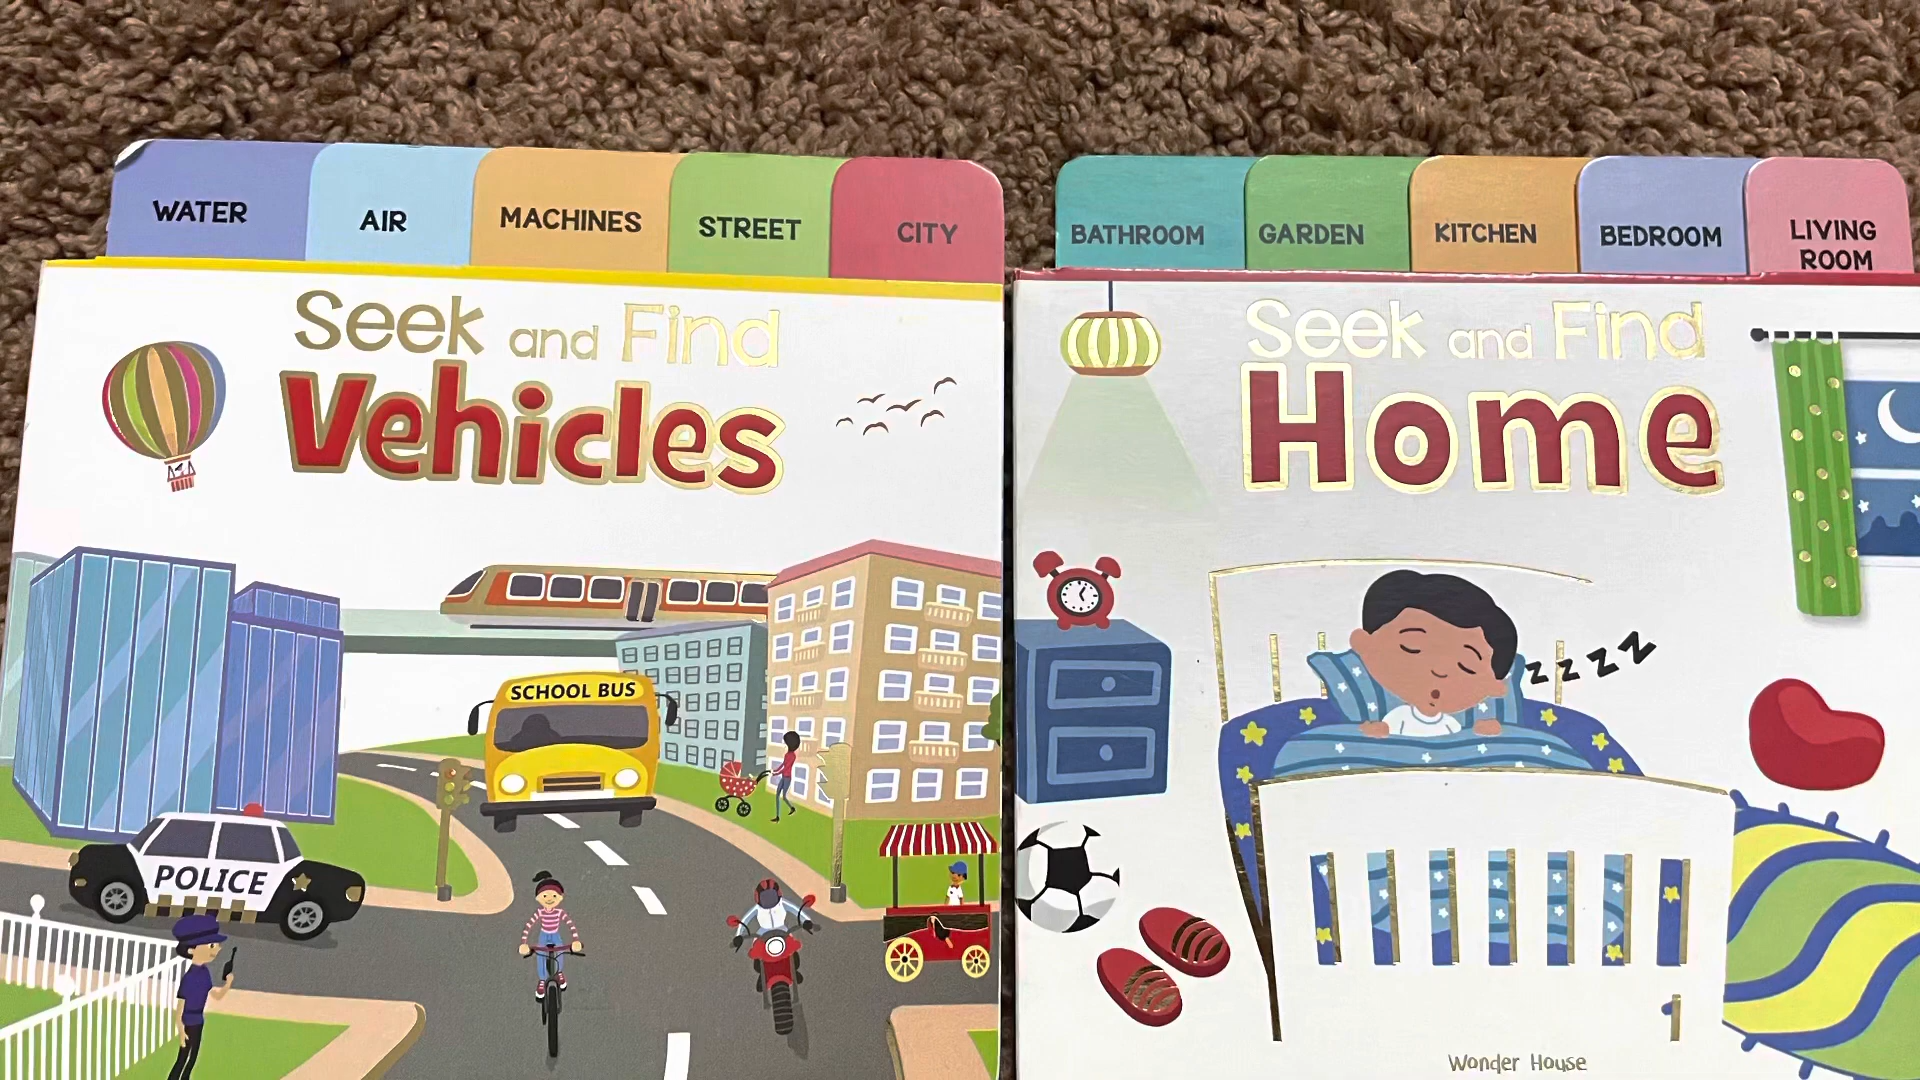 WATER
AIR
MACHINES
STREET
CITY
Seek and Find
Vehicles
SCHOOL BUS
POLICE
BATHROOM
GARDEN
KITCHEN
BEDROOM
LIVING
ROOM
Seek and Find
Home
zzzz
Wonder House